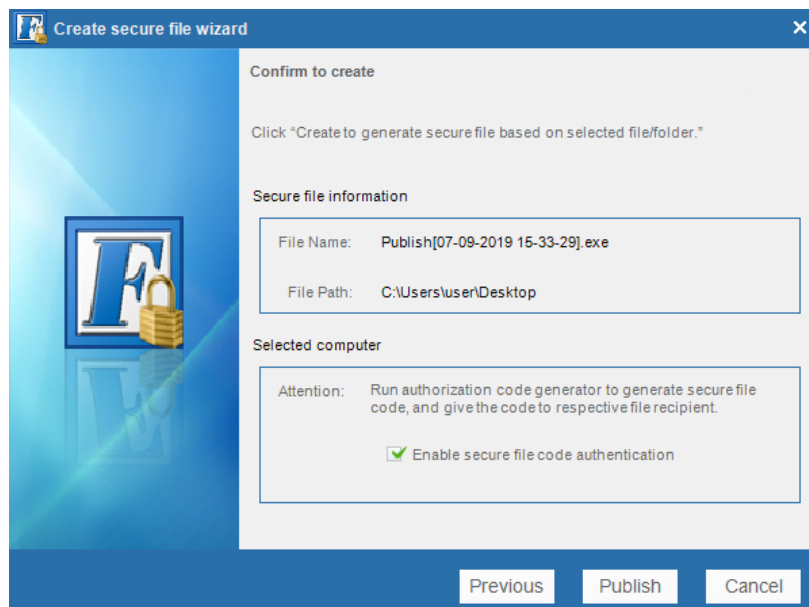 Create secure file wizard
Confirm to create
Click “Create to generate secure file based on selected file/folder.”
Secure file information
File Name: Publish[07-09-2019 15-33-29].exe
File Path: C:\Users\user\Desktop
Selected computer
Attention: Run authorization code generator to generate secure file
code, and give the code to respective file recipient.
Enable secure file code authentication
Previous Publish Cancel